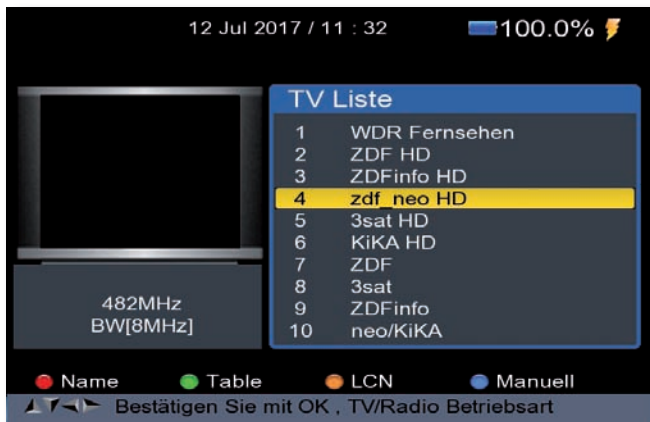 12 Jul 2017 / 11 : 32 100.0%
TV Liste
1 WDR Fernsehen
2 ZDF HD
3 ZDFinfo HD
4 zdf_neo HD
5 3sat HD
6 KiKA HD
7 ZDF
8 3sat
9 ZDFinfo
10 neo/KiKA
482MHz
BW[8MHz]
Name Table LCN Manuell
Bestätigen Sie mit OK , TV/Radio Betriebsart